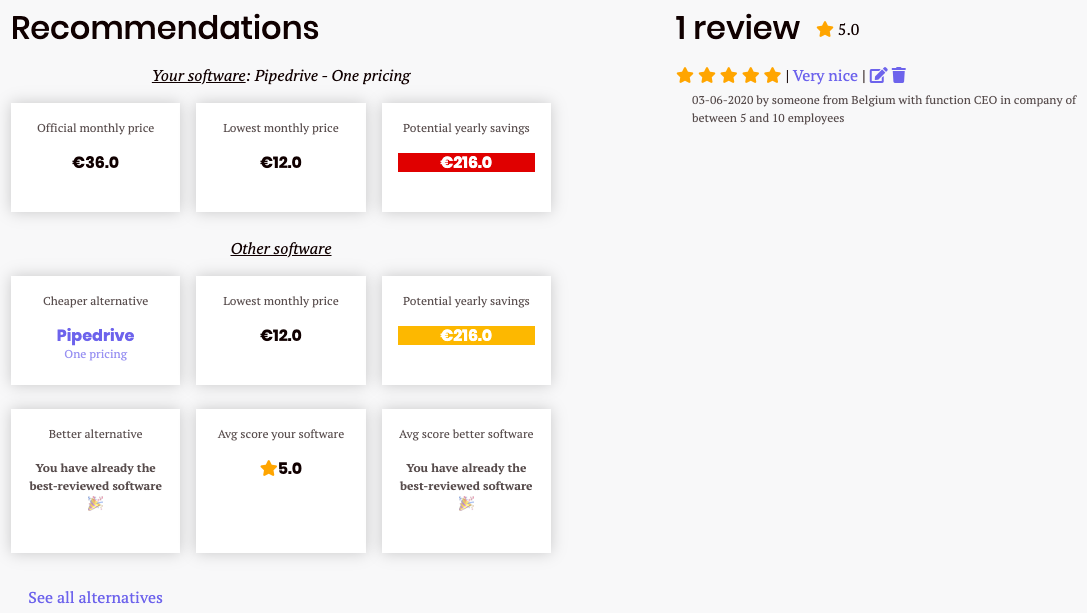 Recommendations
Your software: Pipedrive - One pricing
Official monthly price
€36.0
Lowest monthly price
€12.0
Potential yearly savings
€216.0
Other software
Cheaper alternative
Pipedrive
One pricing
Lowest monthly price
€12.0
Potential yearly savings
€216.0
Better alternative
You have already the
best-reviewed software
Avg score your software
5.0
Avg score better software
You have already the
best-reviewed software
See all alternatives
1 review 5.0
| Very nice |
03-06-2020 by someone from Belgium with function CEO in company of
between 5 and 10 employees